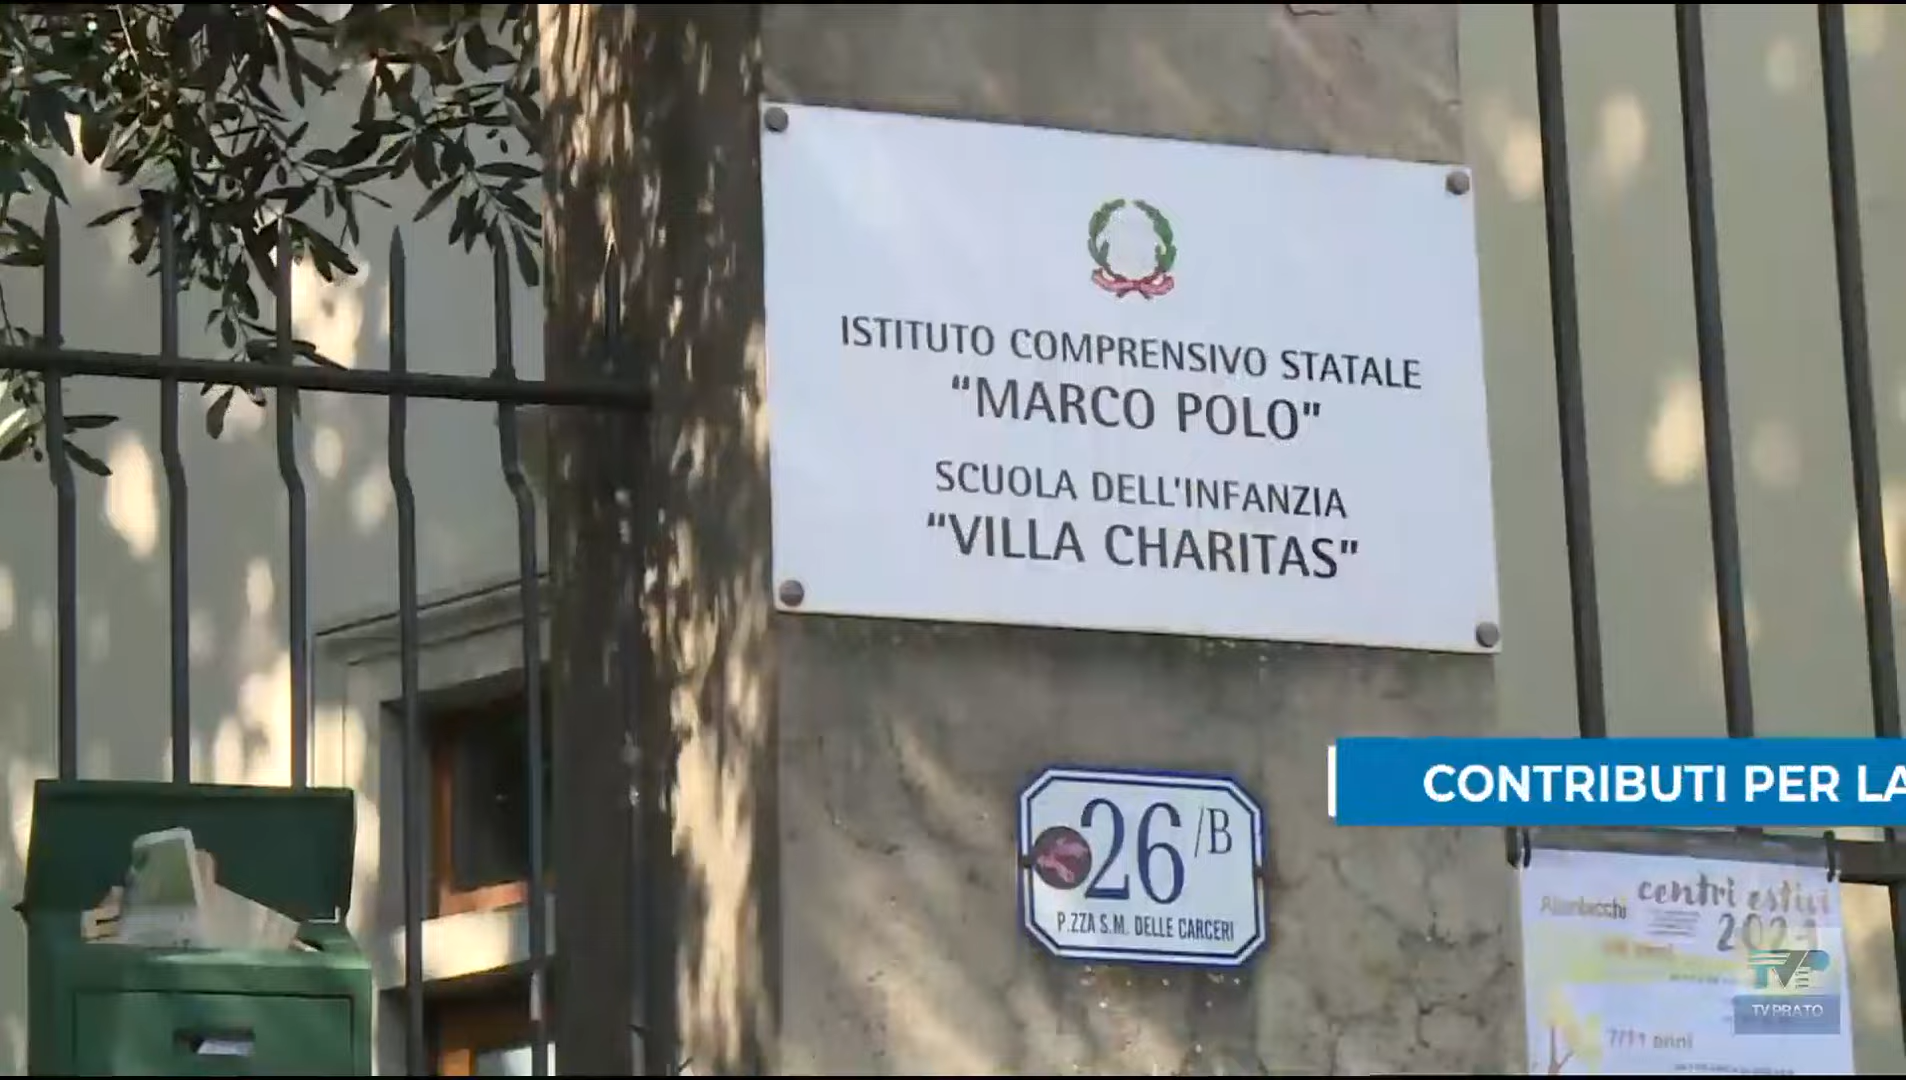 ISTITUTO COMPRENSIVO STATALE
"MARCO POLO"
SCUOLA DELL'INFANZIA
"VILLA CHARITAS"
CONTRIBUTI PER LA
26/B
P.ZZA S.M. DELLE CARCERI
centri estivi
7/11 anni
TV PRATO